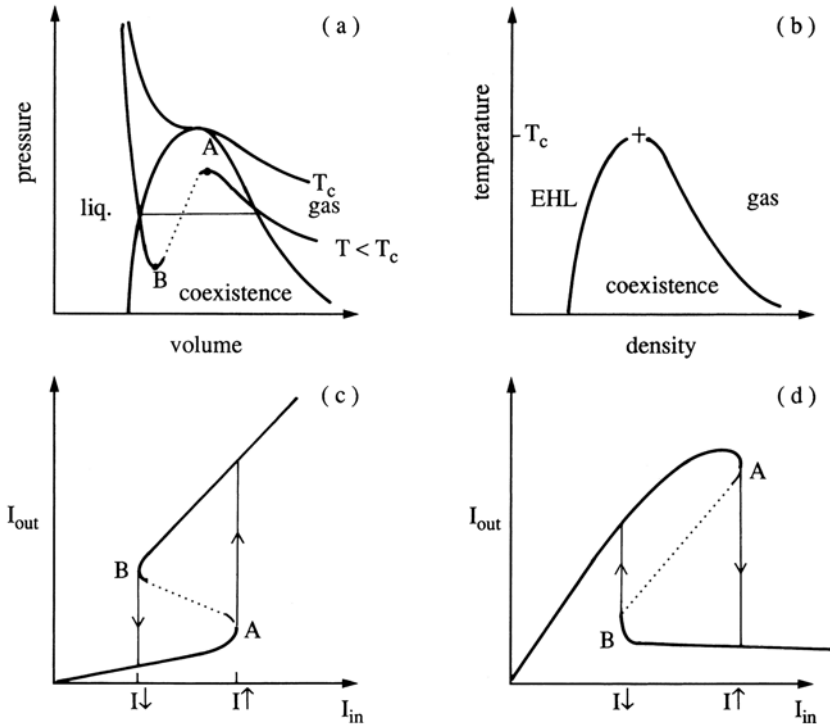 ( a )
pressure
A
T_c
liq.
gas
T < T_c
B
coexistence
volume
( b )
temperature
T_c
+
EHL
gas
coexistence
density
( c )
I_out
B
A
I↓
I↑
I_in
( d )
I_out
A
B
I↓
I↑
I_in